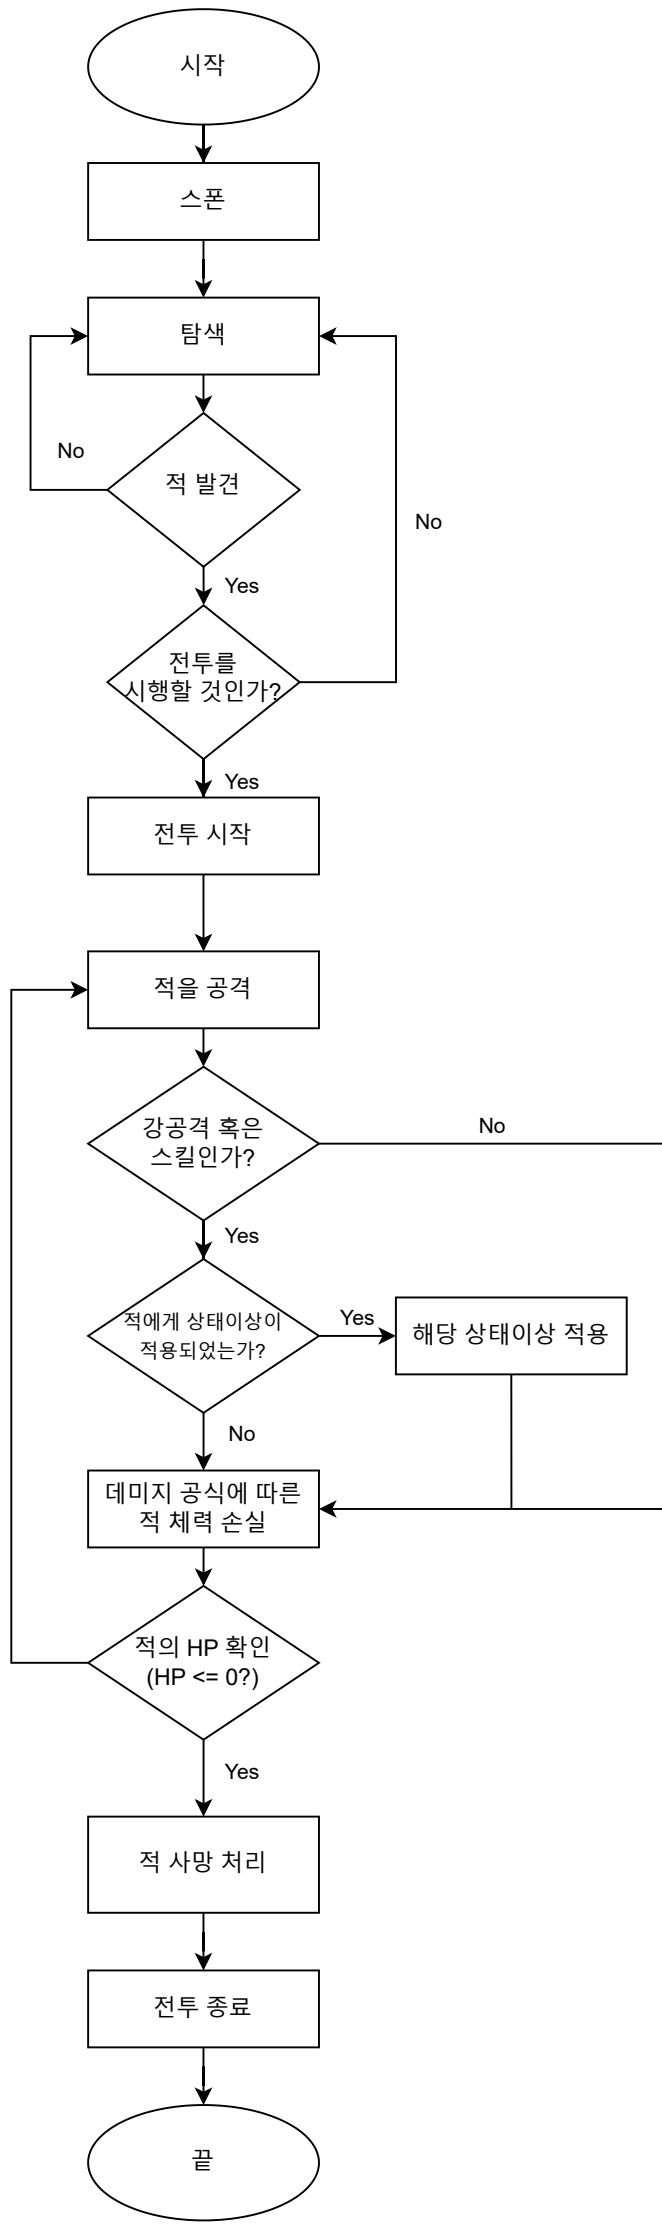 시작
스폰
탐색
적 발견
No
No
Yes
전투를
시행할 것인가?
Yes
전투 시작
적을 공격
강공격 혹은
스킬인가?
No
Yes
적에게 상태이상이
적용되었는가?
Yes
해당 상태이상 적용
No
데미지 공식에 따른
적 체력 손실
적의 HP 확인
(HP <= 0?)
Yes
적 사망 처리
전투 종료
끝